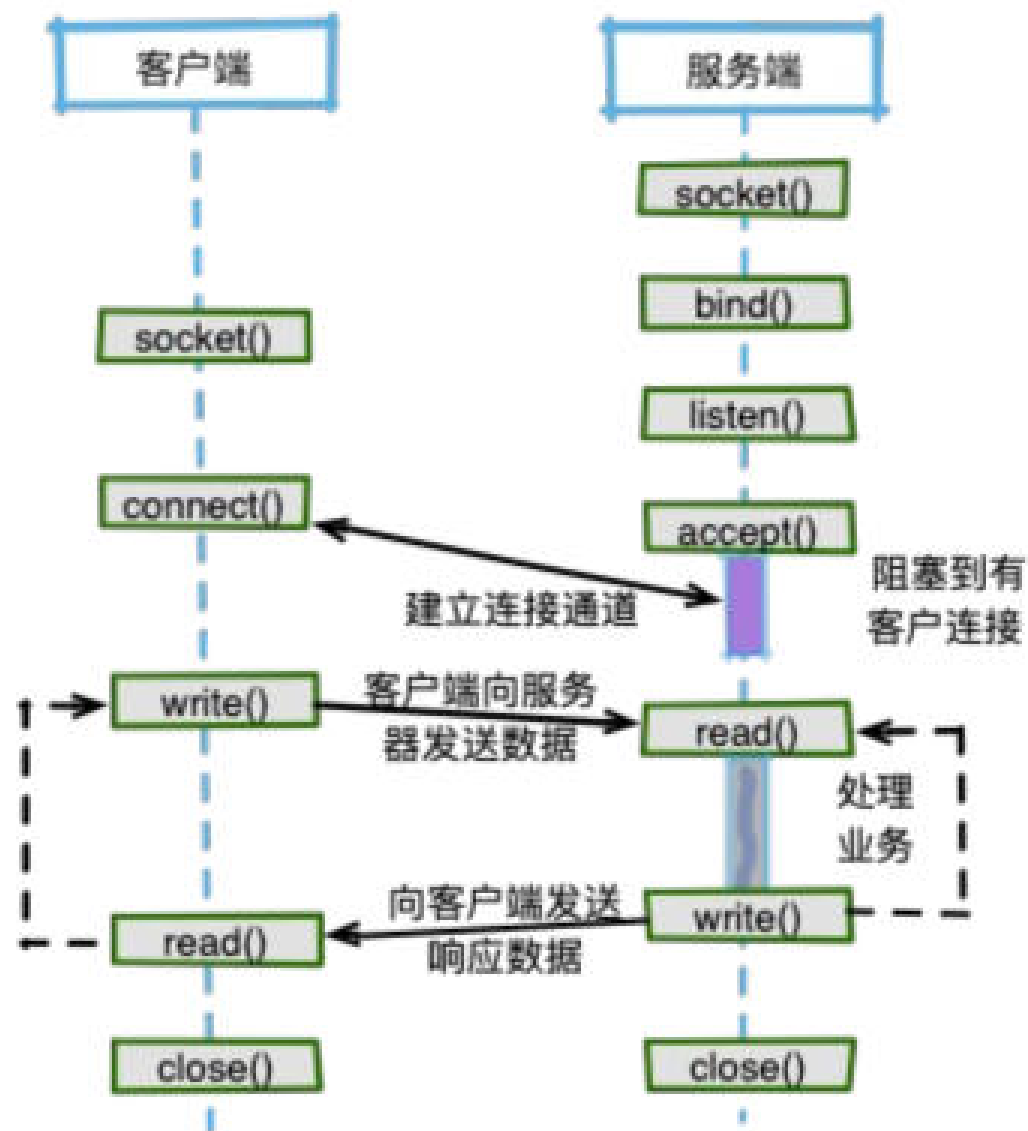 客户端
服务端
socket()
bind()
socket()
listen()
connect()
accept()
阻塞到有
客户连接
建立连接通道
write()
客户端向服务
器发送数据
read()
处理
业务
向客户端发送
响应数据
write()
read()
close()
close()